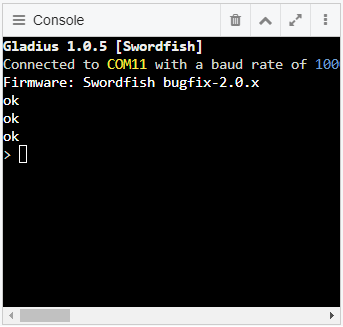 Console
Gladius 1.0.5 [Swordfish]
Connected to COM11 with a baud rate of 100
Firmware: Swordfish bugfix-2.0.x
ok
ok
ok
>